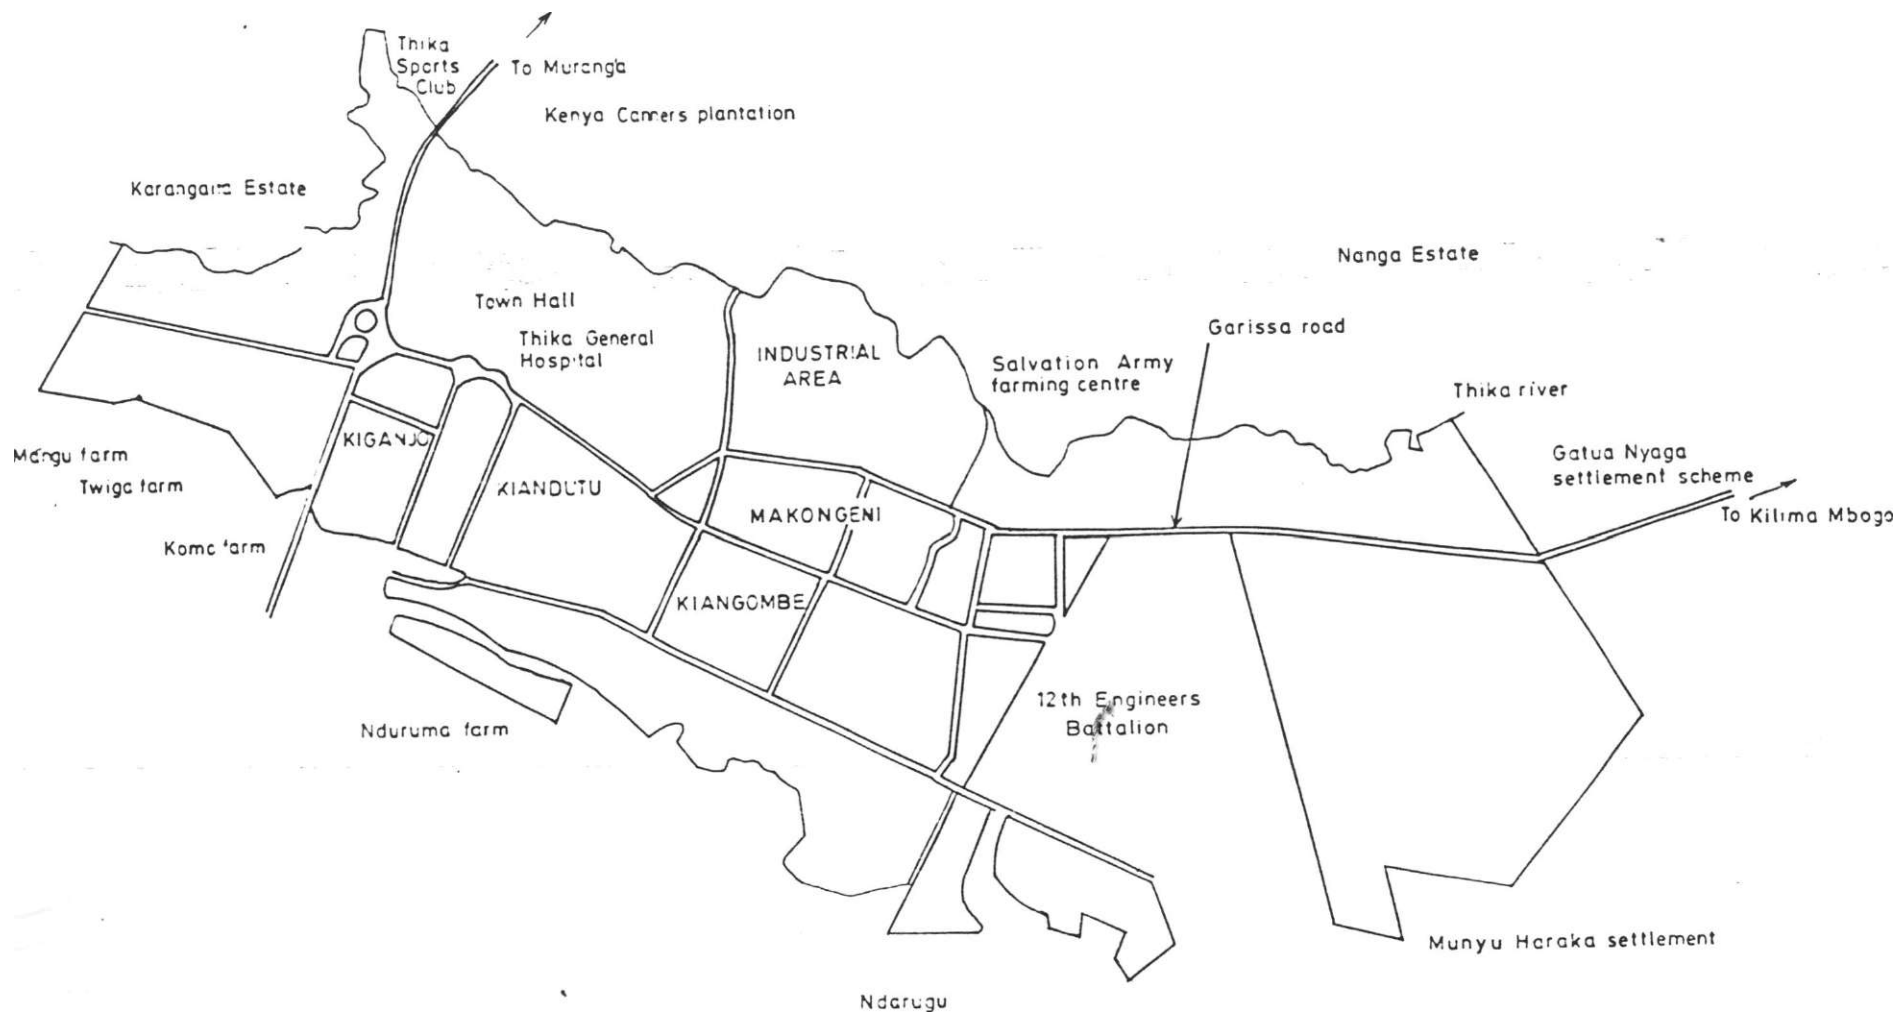 Thika
Sports
Club
To Murang'a
Kenya Canners plantation
Karangaita Estate
Nanga Estate
Town Hall
Thika General
Hospital
INDUSTRIAL
AREA
Garissa road
Salvation Army
farming centre
Thika river
KIGANJO
Mangu farm
Twiga farm
KIANDUTU
Gatua Nyaga
settlement scheme
To Kilima Mbogo
MAKONGENI
Komo farm
KIANGOMBE
12th Engineers
Battalion
Nduruma farm
Munyu Haraka settlement
Ndarugu